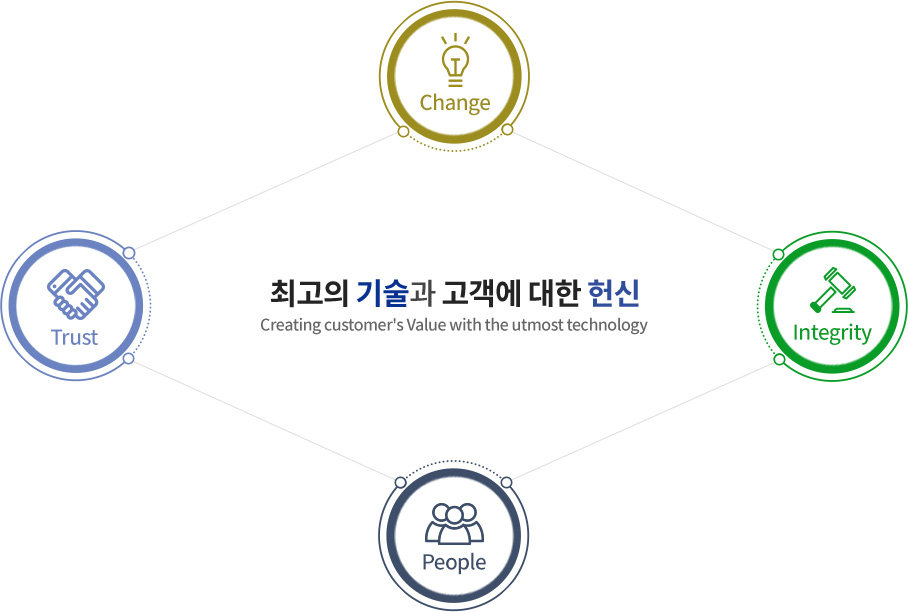 Change
Trust
최고의 기술과 고객에 대한 헌신
Creating customer's Value with the utmost technology
Integrity
People